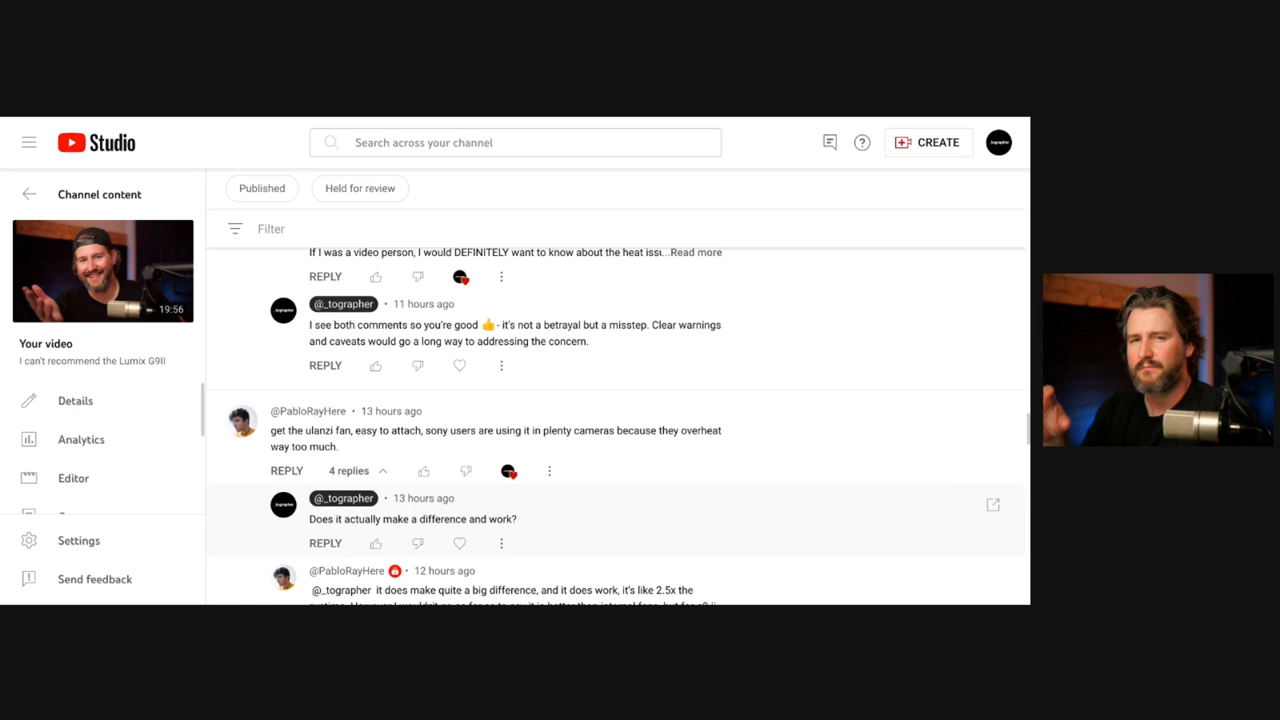 Studio
Search across your channel
CREATE
Channel content
Published
Held for review
Filter
19:56
Your video
I can't recommend the Lumix G9II
Details
Analytics
Editor
Settings
Send feedback
If I was a video person, I would DEFINITELY want to know about the heat issu...Read more
REPLY
@_tographer • 11 hours ago
I see both comments so you're good 👍- it's not a betrayal but a misstep. Clear warnings
and caveats would go a long way to addressing the concern.
REPLY
@PabloRayHere • 13 hours ago
get the ulanzi fan, easy to attach, sony users are using it in plenty cameras because they overheat
way too much.
REPLY 4 replies
@_tographer • 13 hours ago
Does it actually make a difference and work?
REPLY
@PabloRayHere • 12 hours ago
@_tographer it does make quite a big difference, and it does work, it's like 2.5x the